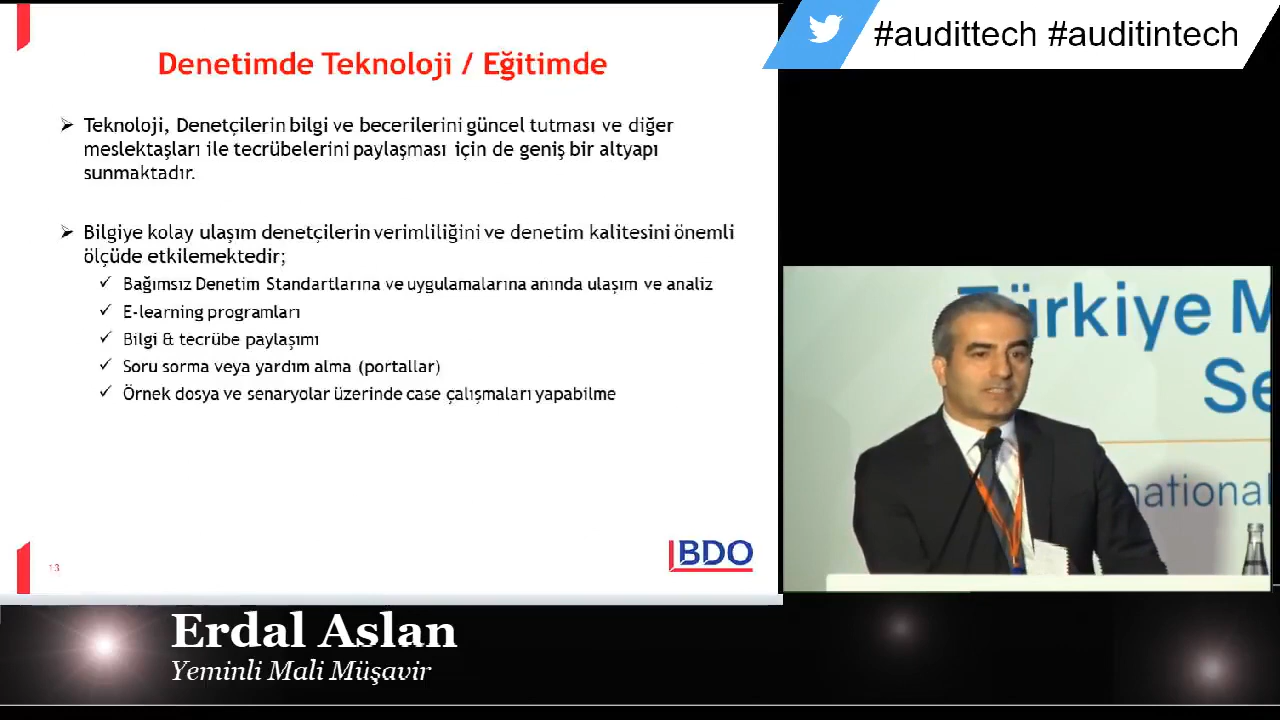 #audittech #auditintech
Denetimde Teknoloji / Eğitimde
Teknoloji, Denetçilerin bilgi ve becerilerini güncel tutması ve diğer
meslektaşları ile tecrübelerini paylaşması için de geniş bir altyapı
sunmaktadır.
Bilgiye kolay ulaşım denetçilerin verimliliğini ve denetim kalitesini önemli
ölçüde etkilemektedir;
Bağımsız Denetim Standartlarına ve uygulamalarına anında ulaşım ve analiz
E-learning programları
Bilgi & tecrübe paylaşımı
Soru sorma veya yardım alma (portallar)
Örnek dosya ve senaryolar üzerinde case çalışmaları yapabilme
13
BDO
Türkiye M
Se
national
Erdal Aslan
Yeminli Mali Müşavir